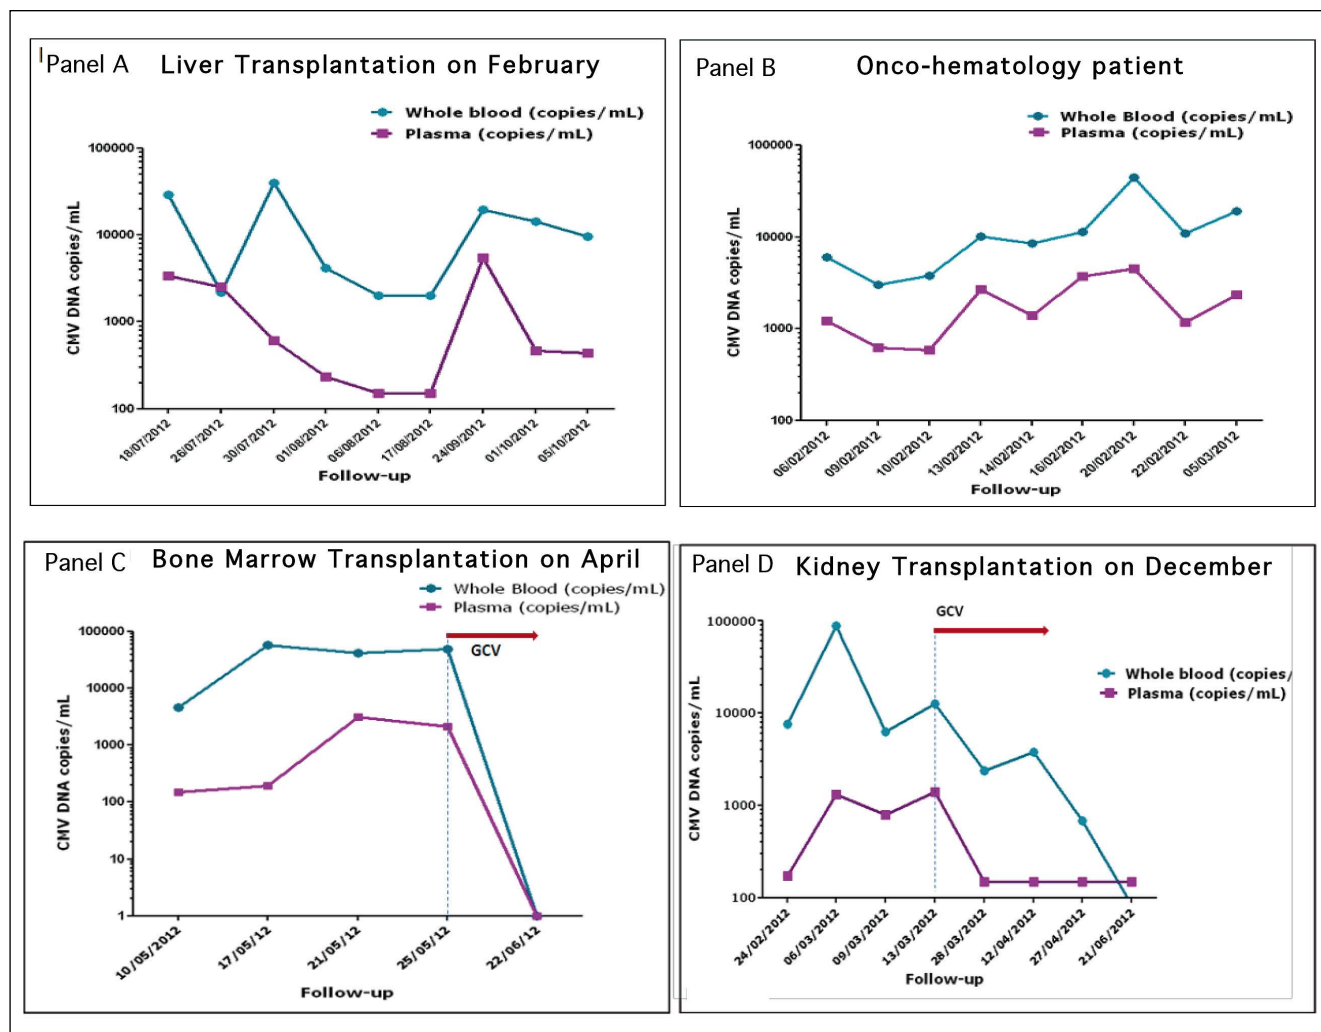 Panel A Liver Transplantation on February
Whole blood (copies/mL)
Plasma (copies/mL)
CMV DNA copies/mL
100000
10000
1000
100
18/07/2012
26/07/2012
30/07/2012
01/08/2012
06/08/2012
17/08/2012
24/09/2012
01/10/2012
05/10/2012
Follow-up
Panel B Onco-hematology patient
Whole Blood (copies/mL)
Plasma (copies/mL)
CMV DNA copies/mL
100000
10000
1000
100
06/02/2012
09/02/2012
10/02/2012
13/02/2012
14/02/2012
16/02/2012
20/02/2012
22/02/2012
05/03/2012
Follow-up
Panel C Bone Marrow Transplantation on April
Whole Blood (copies/mL)
Plasma (copies/mL)
GCV
CMV DNA copies/mL
100000
10000
1000
100
10
1
10/05/2012
17/05/12
21/05/12
25/05/12
22/06/12
Follow-up
Panel D Kidney Transplantation on December
GCV
Whole blood (copies/
Plasma (copies/mL)
CMV DNA copies/mL
100000
10000
1000
100
24/02/2012
06/03/2012
09/03/2012
13/03/2012
28/03/2012
12/04/2012
27/04/2012
21/06/2012
Follow-up